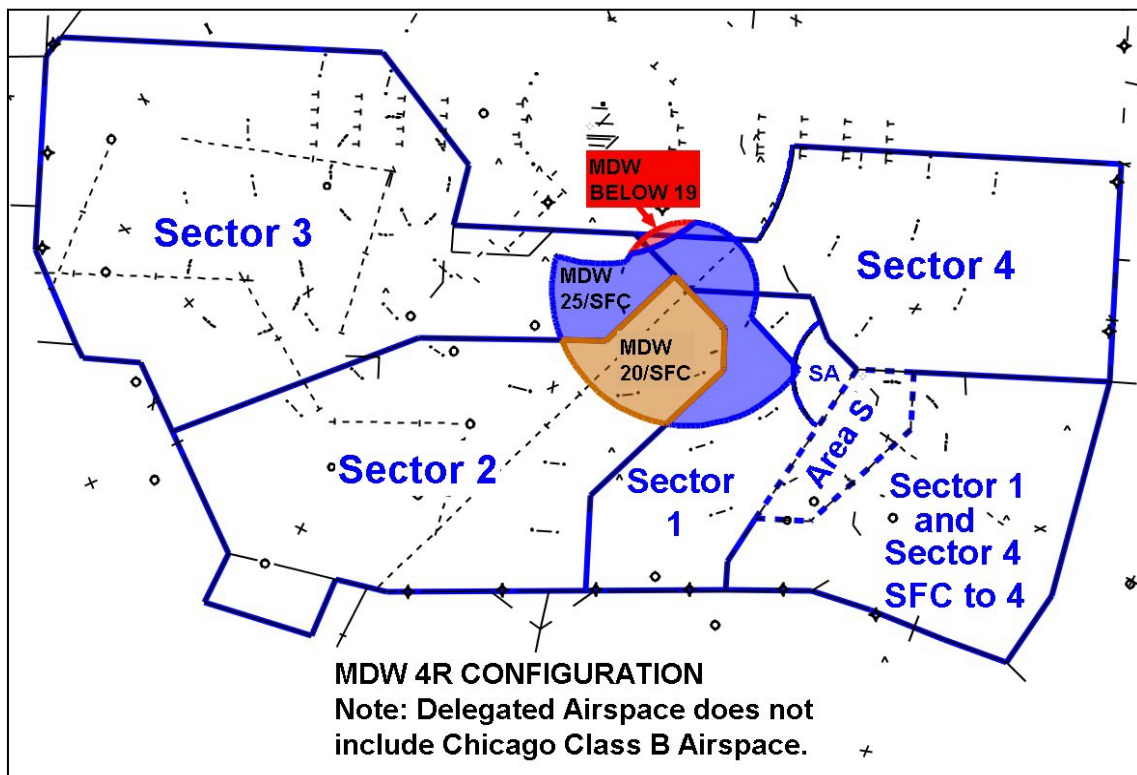 MDW
BELOW 19
Sector 3
Sector 4
MDW
25/SFC
MDW
20/SFC
SA
Area S
Sector 2
Sector
1
Sector 1
and
Sector 4
SFC to 4
MDW 4R CONFIGURATION
Note: Delegated Airspace does not
include Chicago Class B Airspace.